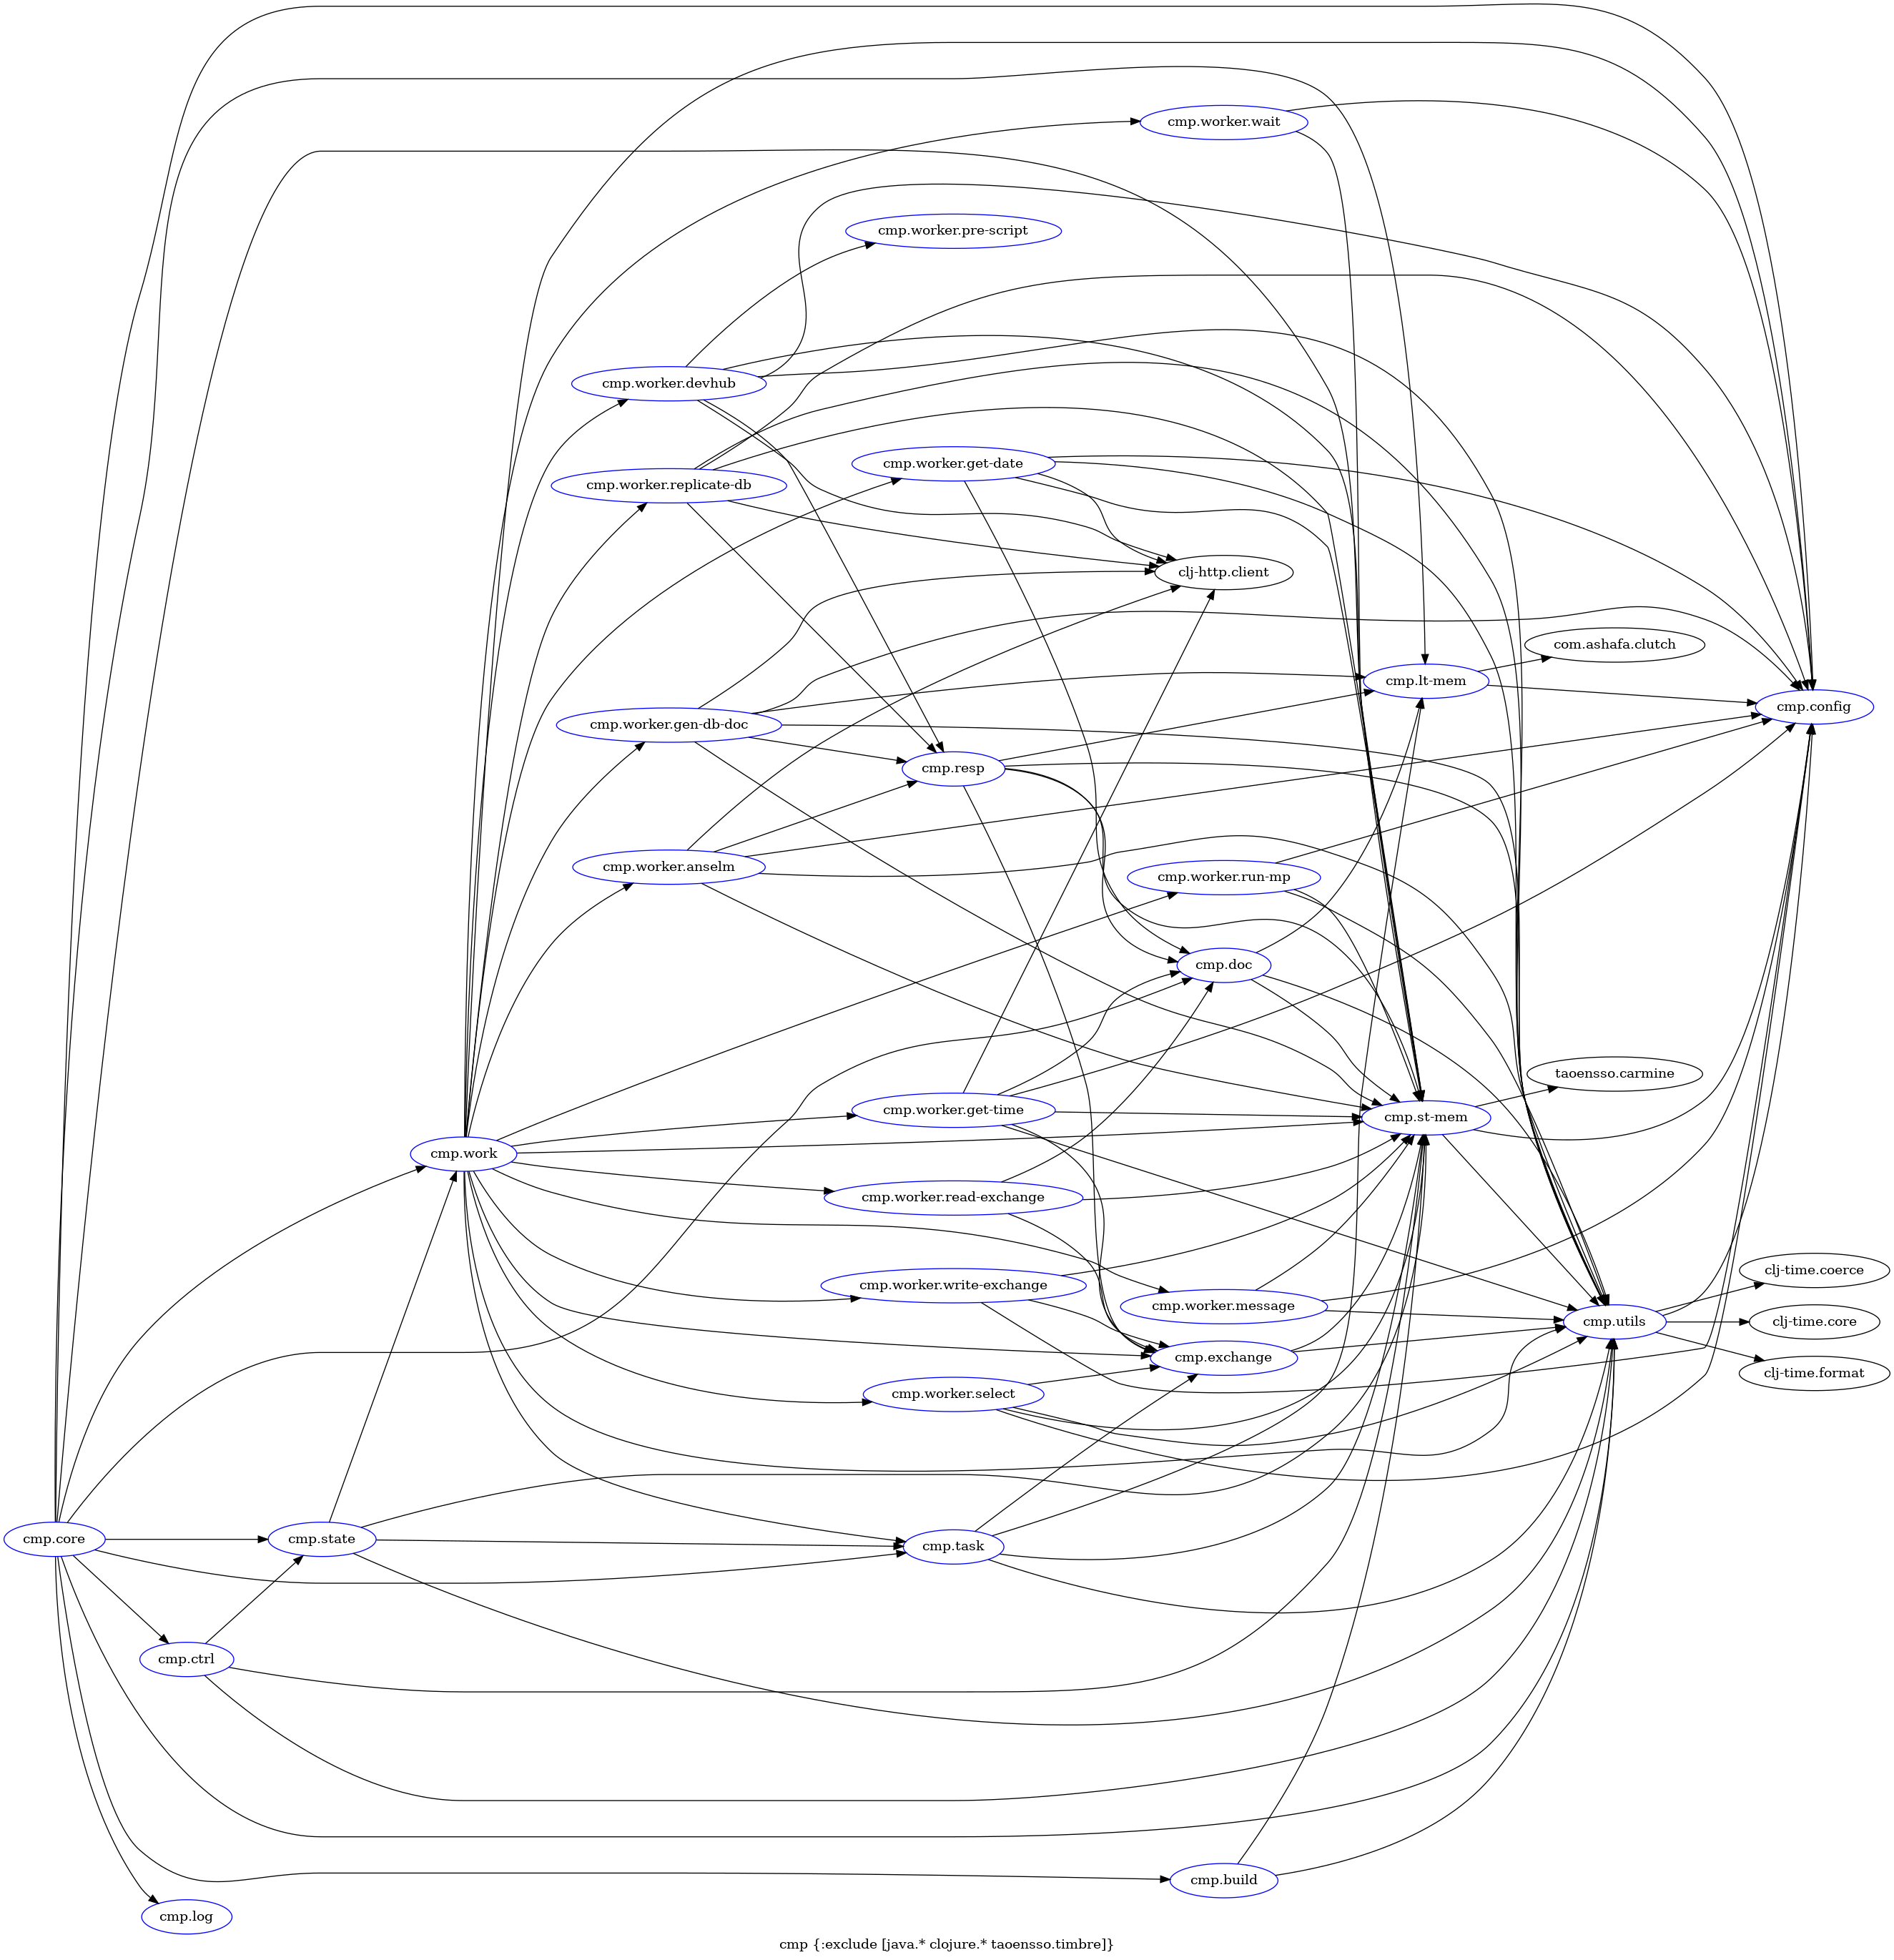 cmp.worker.wait
cmp.worker.pre-script
cmp.worker.devhub
cmp.worker.get-date
cmp.worker.replicate-db
clj-http.client
com.ashafa.clutch
cmp.lt-mem
cmp.config
cmp.worker.gen-db-doc
cmp.resp
cmp.worker.anselm
cmp.worker.run-mp
cmp.doc
taoensso.carmine
cmp.worker.get-time
cmp.st-mem
cmp.work
cmp.worker.read-exchange
clj-time.coerce
cmp.worker.write-exchange
cmp.worker.message
cmp.utils
clj-time.core
cmp.exchange
clj-time.format
cmp.worker.select
cmp.core
cmp.state
cmp.task
cmp.ctrl
cmp.build
cmp.log
cmp {:exclude [java.* clojure.* taoensso.timbre]}